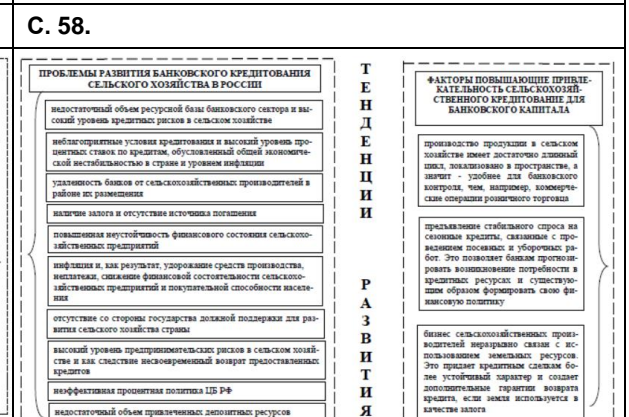 С. 58.
ПРОБЛЕМЫ РАЗВИТИЯ БАНКОВСКОГО КРЕДИТОВАНИЯ
СЕЛЬСКОГО ХОЗЯЙСТВА В РОССИИ
недостаточный объем ресурсной базы банковского сектора и вы-
сокий уровень кредитных рисков в сельском хозяйстве
неблагоприятные условия кредитования и высокий уровень про-
центных ставок по кредитам, обусловленный общей экономиче-
ской нестабильностью в стране и уровнем инфляции
удаленность банков от сельскохозяйственных производителей в
районе их размещения
наличие залога и отсутствие источника погашения
повышенная неустойчивость финансового состояния сельскохо-
зяйственных предприятий
инфляция и, как результат, удорожание средств производства,
неплатежи, снижение финансовой состоятельности сельскохо-
зяйственных предприятий и покупательной способности населе-
ния
отсутствие со стороны государства должной поддержки для раз-
вития сельского хозяйства страны
высокий уровень предпринимательских рисков в сельском хозяй-
стве и как следствие несвоевременный возврат предоставленных
кредитов
неэффективная процентная политика ЦБ РФ
недостаточный объем привлеченных депозитных ресурсов
Т
Е
Н
Д
Е
Н
Ц
И
И
Р
А
З
В
И
Т
И
Я
ФАКТОРЫ ПОВЫШАЮЩИЕ ПРИВЛЕ-
КАТЕЛЬНОСТЬ СЕЛЬСКОХОЗЯЙ-
СТВЕННОГО КРЕДИТОВАНИЕ ДЛЯ
БАНКОВСКОГО КАПИТАЛА
производство продукции в сельском
хозяйстве имеет достаточно длинный
цикл, локализовано в пространстве, а
значит - удобнее для банковского
контроля, чем, например, коммерче-
ские операции розничного торговца
предъявление стабильного спроса на
сезонные кредиты, связанные с про-
ведением посевных и уборочных ра-
бот. Это позволяет банкам прогнози-
ровать возникновение потребности в
кредитных ресурсах и существую-
щим образом формировать свою фи-
нансовую политику
бизнес сельскохозяйственных произ-
водителей неразрывно связан с ис-
пользованием земельных ресурсов.
Это придает кредитным сделкам бо-
лее устойчивый характер и создает
дополнительные гарантии возврата
кредита, если земля используется в
качестве залога